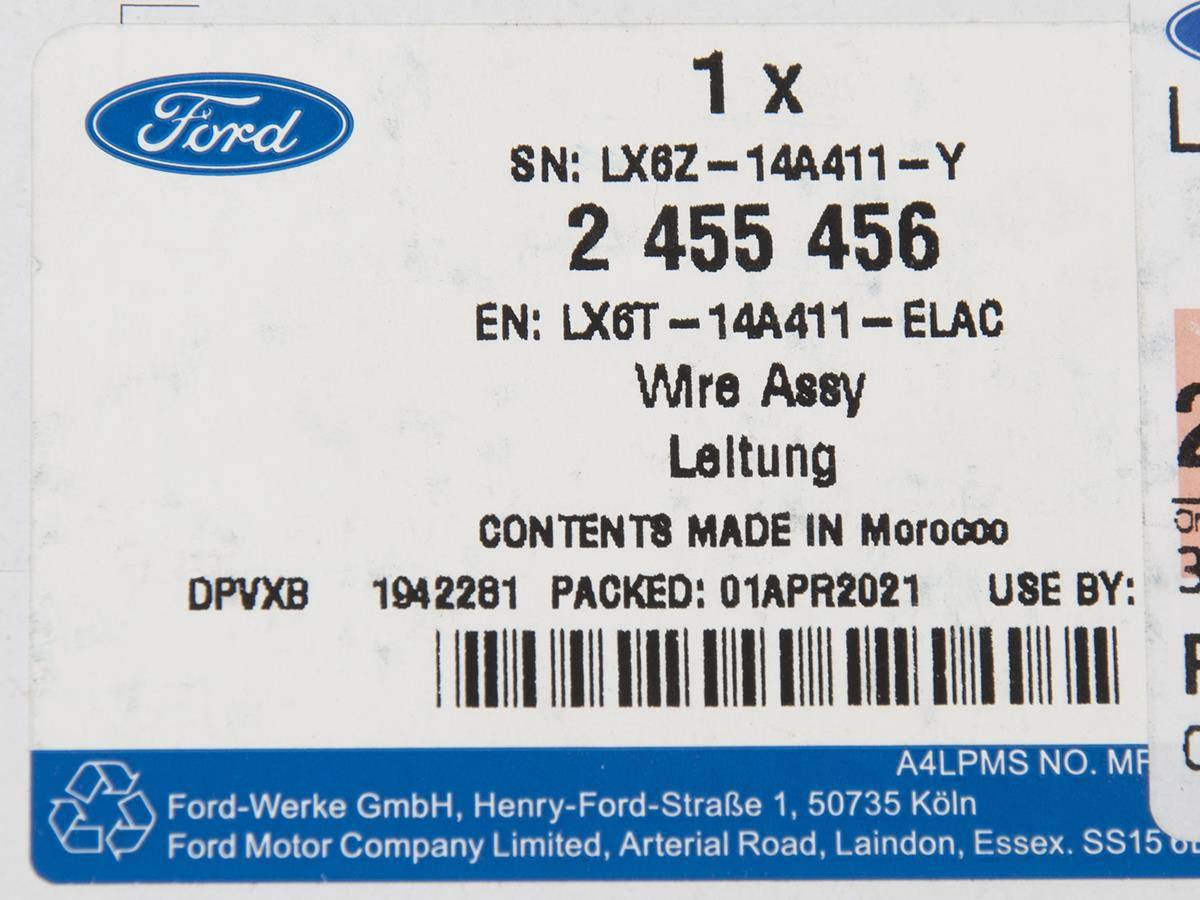 Ford
1 x
SN: LX6Z-14A411-Y
2 455 456
EN: LX6T-14A411-ELAC
Wire Assy
Leitung
CONTENTS MADE IN Morocco
DPVXB 1942281 PACKED: 01APR2021 USE BY:
A4LPMS NO.
Ford-Werke GmbH, Henry-Ford-Straße 1, 50735 Köln
Ford Motor Company Limited, Arterial Road, Laindon, Essex. SS15